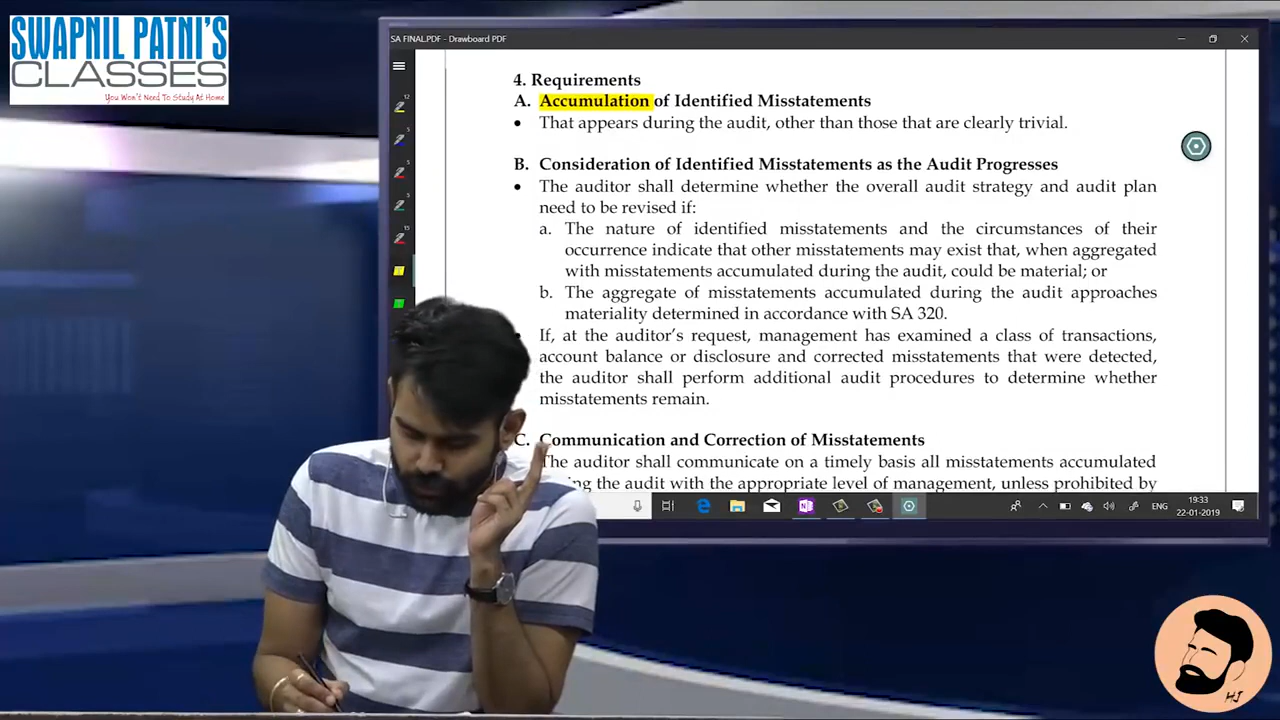 SWAPNIL PATNI'S
CLASSES
You Won't Need To Study At Home
SA FINAL.PDF - Drawboard PDF
4. Requirements
A. Accumulation of Identified Misstatements
• That appears during the audit, other than those that are clearly trivial.
B. Consideration of Identified Misstatements as the Audit Progresses
• The auditor shall determine whether the overall audit strategy and audit plan
need to be revised if:
a. The nature of identified misstatements and the circumstances of their
occurrence indicate that other misstatements may exist that, when aggregated
with misstatements accumulated during the audit, could be material; or
b. The aggregate of misstatements accumulated during the audit approaches
materiality determined in accordance with SA 320.
If, at the auditor's request, management has examined a class of transactions,
account balance or disclosure and corrected misstatements that were detected,
the auditor shall perform additional audit procedures to determine whether
misstatements remain.
C. Communication and Correction of Misstatements
The auditor shall communicate on a timely basis all misstatements accumulated
the audit with the appropriate level of management, unless prohibited by
12
5
5
5
15
ENG
19:33
22-01-2019
HJ